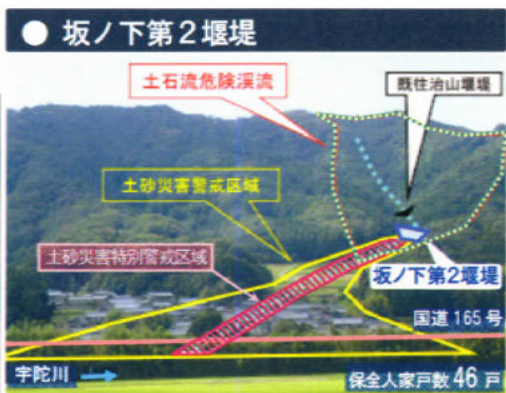 ● 坂ノ下第2堰堤
土石流危険渓流
既往治山堰堤
土砂災害警戒区域
土砂災害特別警戒区域
坂ノ下第2堰堤
国道165号
宇陀川
保全人家戸数46戸